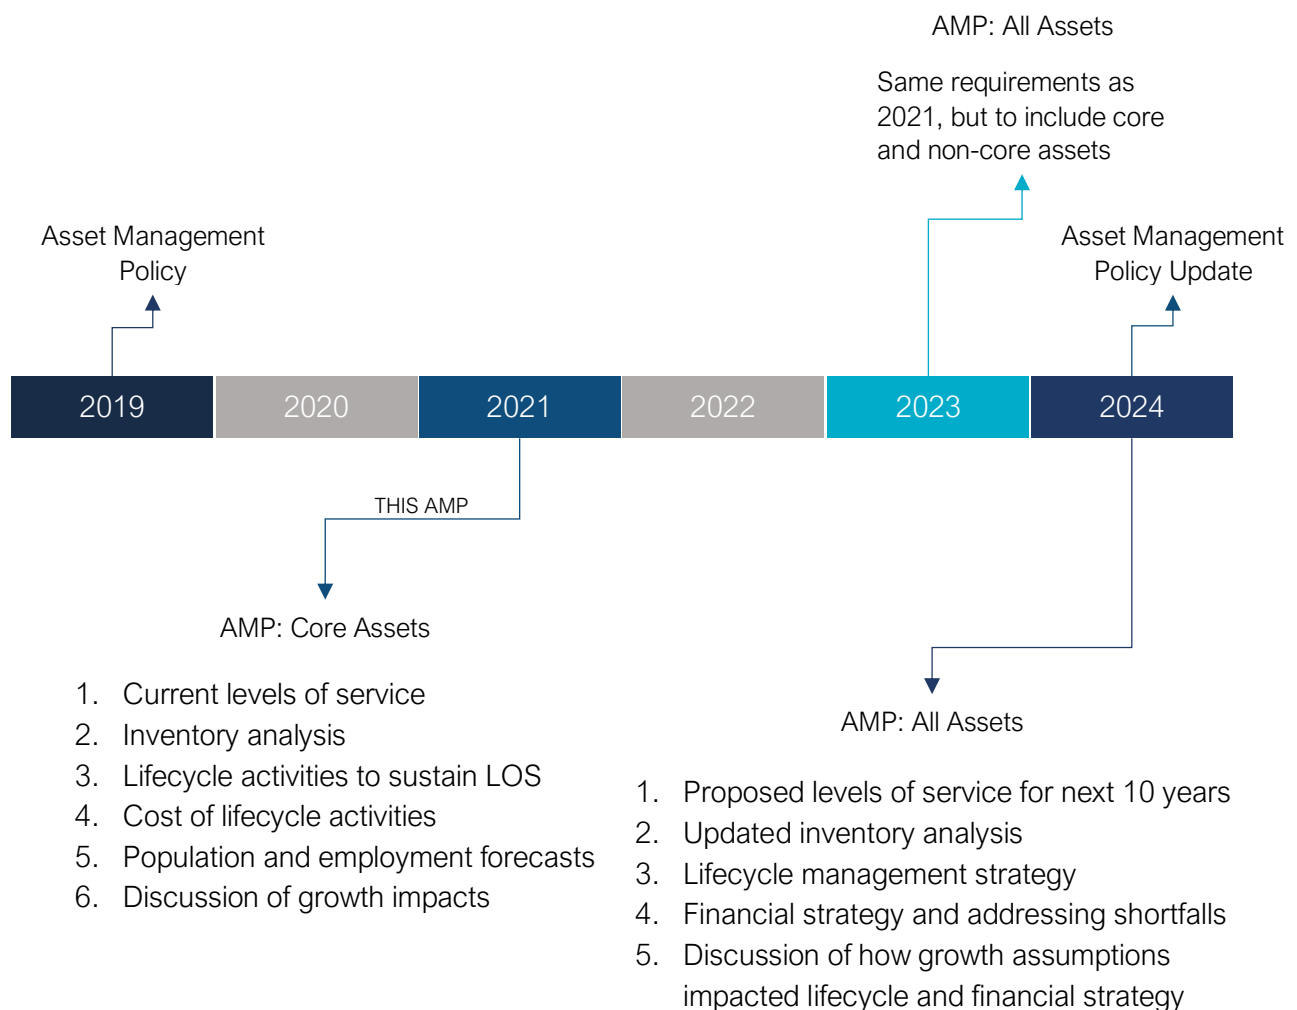 AMP: All Assets
Same requirements as
2021, but to include core
and non-core assets
Asset Management
Policy
Asset Management
Policy Update
2019
2020
2021
2022
2023
2024
THIS AMP
AMP: Core Assets
1. Current levels of service
2. Inventory analysis
3. Lifecycle activities to sustain LOS
4. Cost of lifecycle activities
5. Population and employment forecasts
6. Discussion of growth impacts
AMP: All Assets
1. Proposed levels of service for next 10 years
2. Updated inventory analysis
3. Lifecycle management strategy
4. Financial strategy and addressing shortfalls
5. Discussion of how growth assumptions
impacted lifecycle and financial strategy